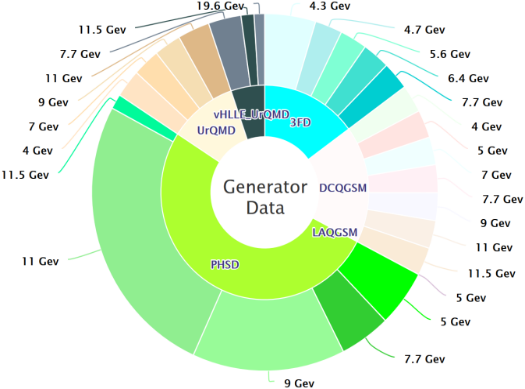 19.6 Gev
4.3 Gev
11.5 Gev
4.7 Gev
7.7 Gev
5.6 Gev
11 Gev
6.4 Gev
9 Gev
7.7 Gev
7 Gev
4 Gev
4 Gev
5 Gev
11.5 Gev
7 Gev
7.7 Gev
9 Gev
11 Gev
11.5 Gev
5 Gev
5 Gev
7.7 Gev
9 Gev
11 Gev
vHLLE_UrQMD
UrQMD
3FD
DCQGSM
LAQGSM
PHSD
Generator
Data